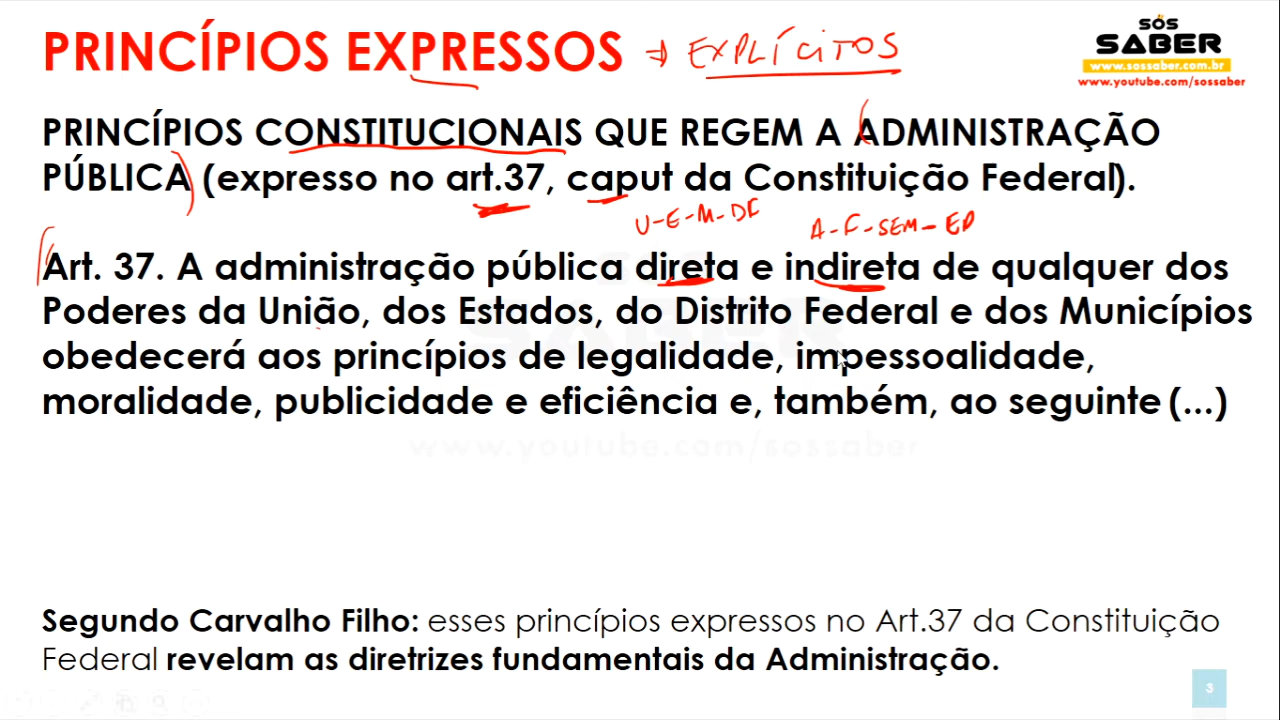 PRINCÍPIOS EXPRESSOS → EXPLÍCITOS
SÓS
SABER
www.sossaber.com.br
www.youtube.com/sossaber
PRINCÍPIOS CONSTITUCIONAIS QUE REGEM A ADMINISTRAÇÃO
PÚBLICA (expresso no art.37, caput da Constituição Federal).
U-E-M-DF A-F-SEM-EP
Art. 37. A administração pública direta e indireta de qualquer dos
Poderes da União, dos Estados, do Distrito Federal e dos Municípios
obedecerá aos princípios de legalidade, impessoalidade,
moralidade, publicidade e eficiência e, também, ao seguinte (...)
www.youtube.com/sossaber
Segundo Carvalho Filho: esses princípios expressos no Art.37 da Constituição
Federal revelam as diretrizes fundamentais da Administração.
3